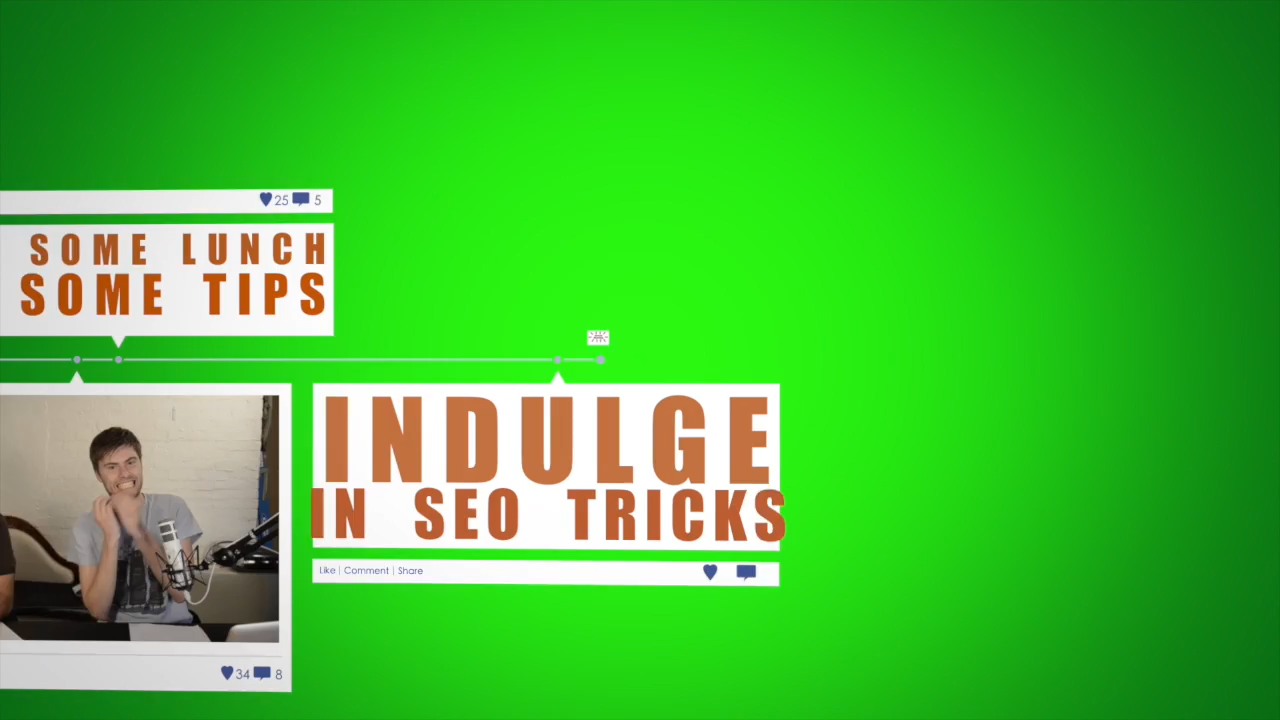 25 5
SOME LUNCH
SOME TIPS
INDULGE
IN SEO TRICKS
Like | Comment | Share
34 8